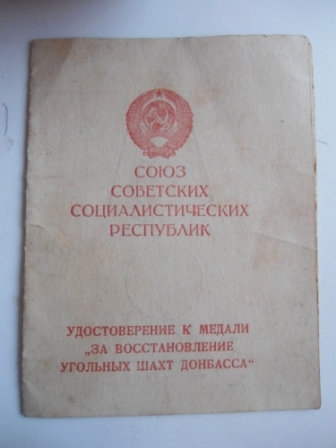 СОЮЗ
СОВЕТСКИХ
СОЦИАЛИСТИЧЕСКИХ
РЕСПУБЛИК
УДОСТОВЕРЕНИЕ К МЕДАЛИ
„ЗА ВОССТАНОВЛЕНИЕ
УГОЛЬНЫХ ШАХТ ДОНБАССА“